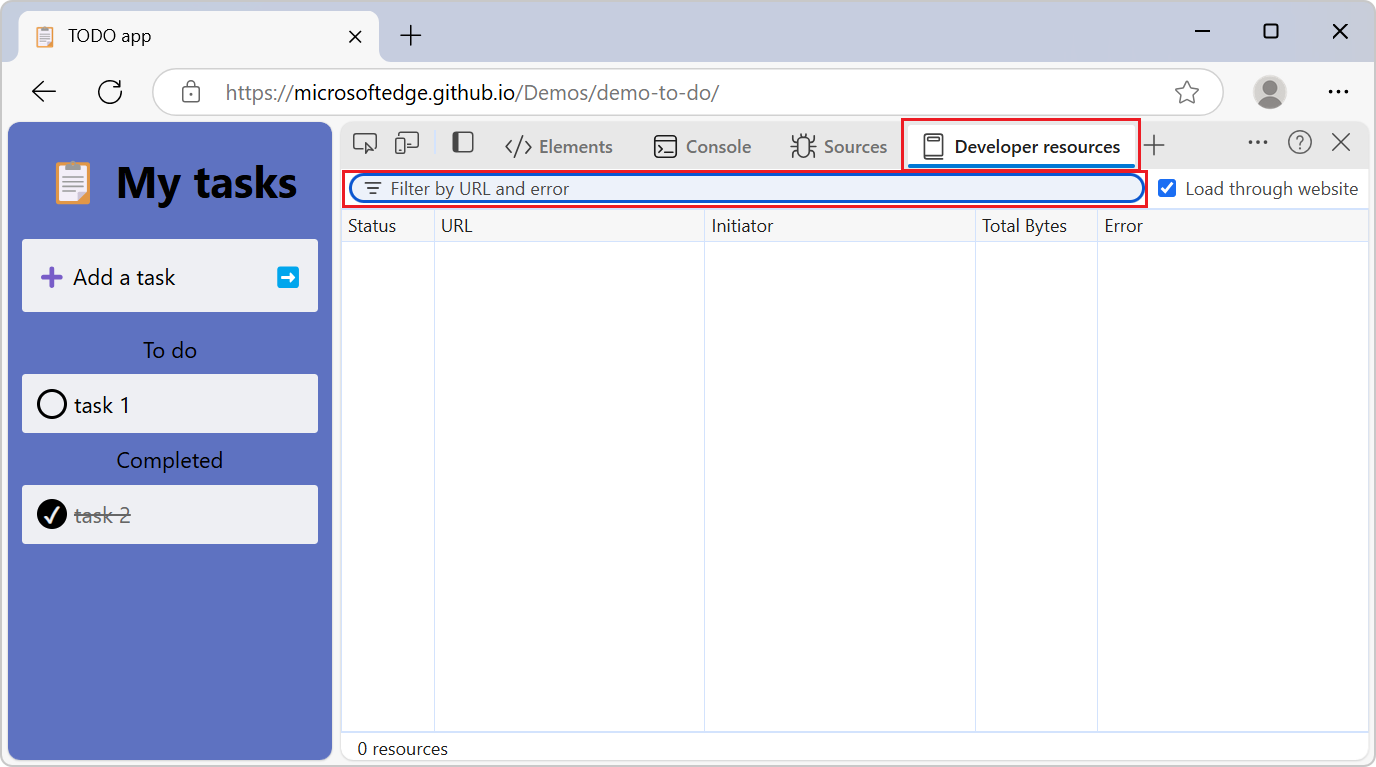 TODO app
https://microsoftedge.github.io/Demos/demo-to-do/
My tasks
Add a task
To do
task 1
Completed
task 2
Elements Console Sources Developer resources
Filter by URL and error Load through website
Status URL Initiator Total Bytes Error
0 resources